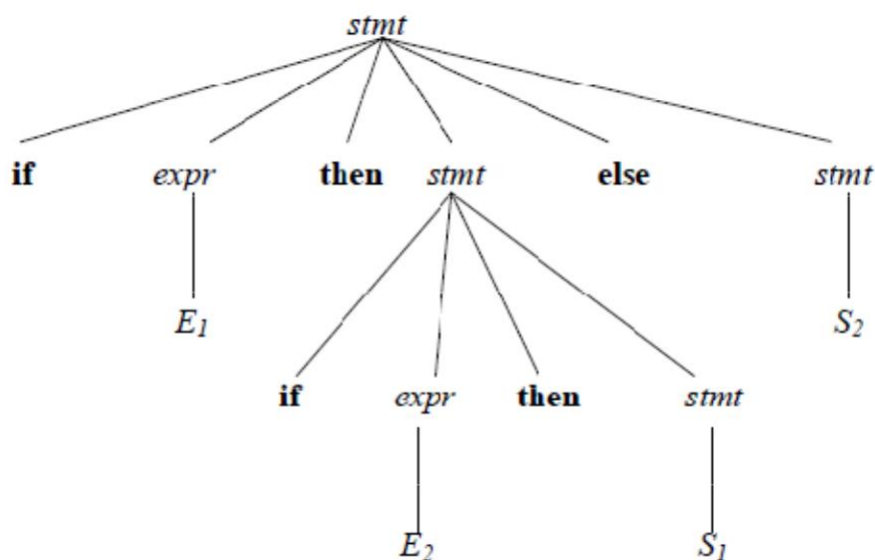 stmt
if expr then stmt else stmt
E₁ S₂
if expr then stmt
E₂ S₁